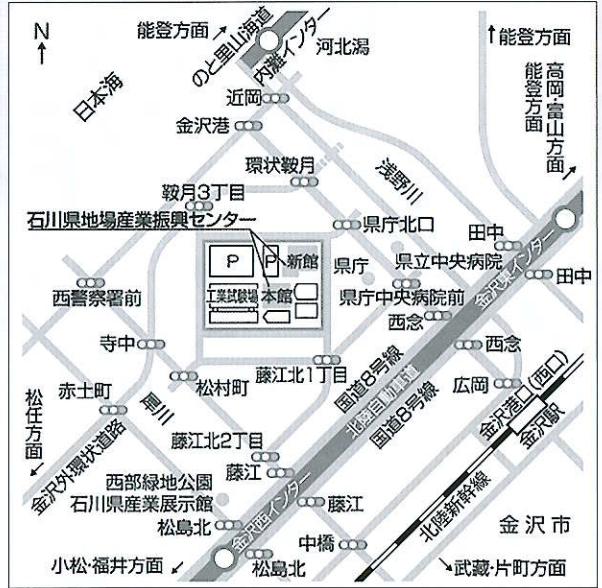 N
能登方面
のと里山海道
内灘インター
河北潟
↑能登方面
高岡・富山方面
能登方面
日本海
近岡
金沢港
環状鞍月
浅野川
鞍月3丁目
石川県地場産業振興センター
県庁北口
田中
P
P
新館
県庁
県立中央病院
金沢東インター
田中
西警察署前
工業試験場
本館
県庁中央病院前
西念
西念
寺中
藤江北1丁目
国道8号線
北陸自動車道
国道8号線
広岡
金沢港口(西口)
金沢駅
赤土町
松村町
犀川
松任方面
金沢外環状道路
藤江北2丁目
藤江
西部緑地公園
石川県産業展示館
金沢西インター
藤江
北陸新幹線
金沢市
松島北
中橋
小松・福井方面
松島北
武蔵・片町方面